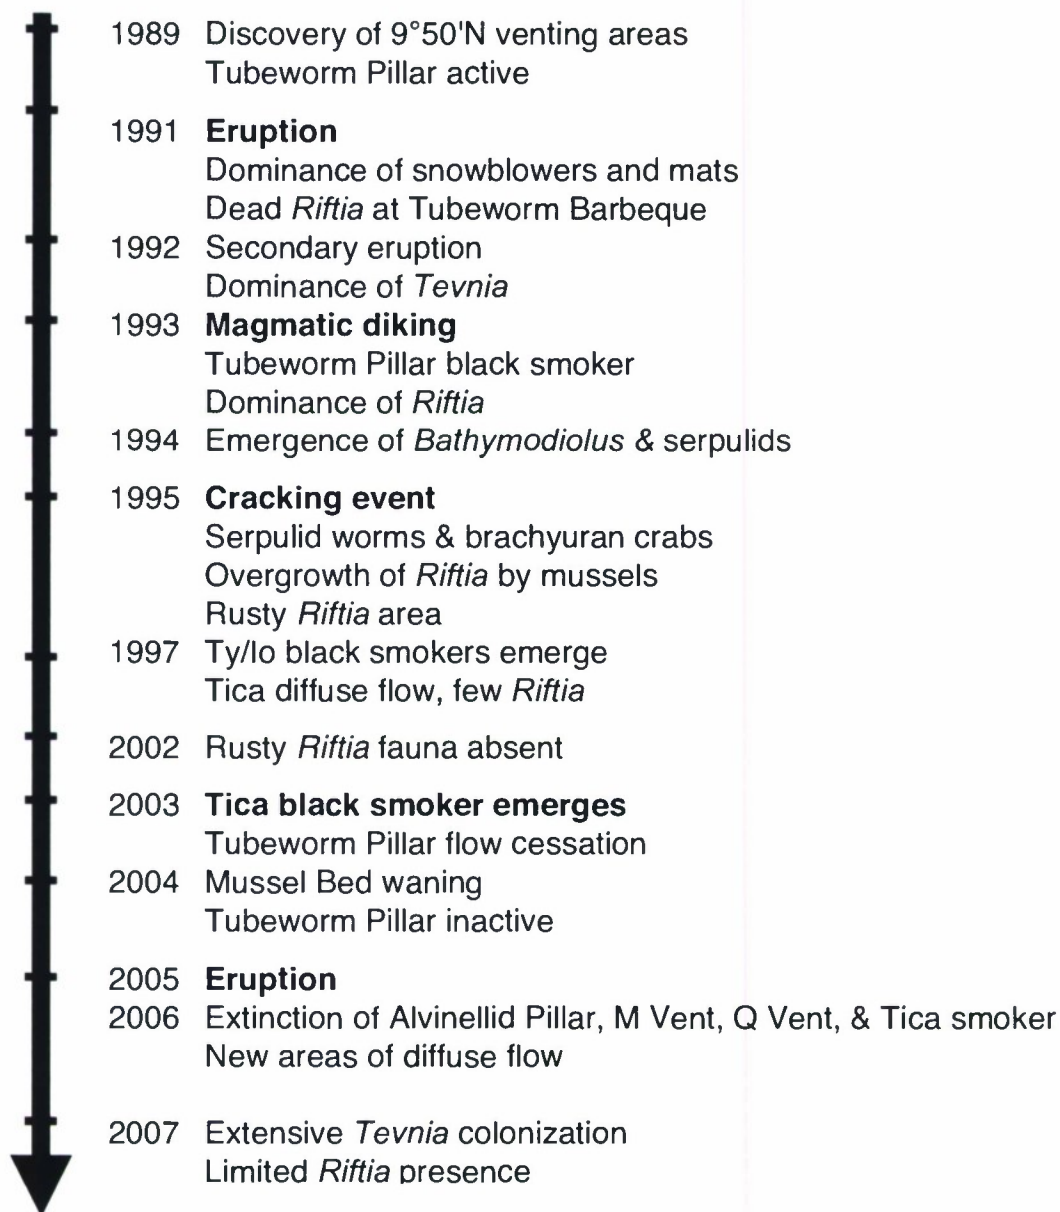 1989 Discovery of 9°50'N venting areas
Tubeworm Pillar active
1991 Eruption
Dominance of snowblowers and mats
Dead Riftia at Tubeworm Barbeque
1992 Secondary eruption
Dominance of Tevnia
1993 Magmatic diking
Tubeworm Pillar black smoker
Dominance of Riftia
1994 Emergence of Bathymodiolus & serpulids
1995 Cracking event
Serpulid worms & brachyuran crabs
Overgrowth of Riftia by mussels
Rusty Riftia area
1997 Ty/Io black smokers emerge
Tica diffuse flow, few Riftia
2002 Rusty Riftia fauna absent
2003 Tica black smoker emerges
Tubeworm Pillar flow cessation
2004 Mussel Bed waning
Tubeworm Pillar inactive
2005 Eruption
2006 Extinction of Alvinellid Pillar, M Vent, Q Vent, & Tica smoker
New areas of diffuse flow
2007 Extensive Tevnia colonization
Limited Riftia presence